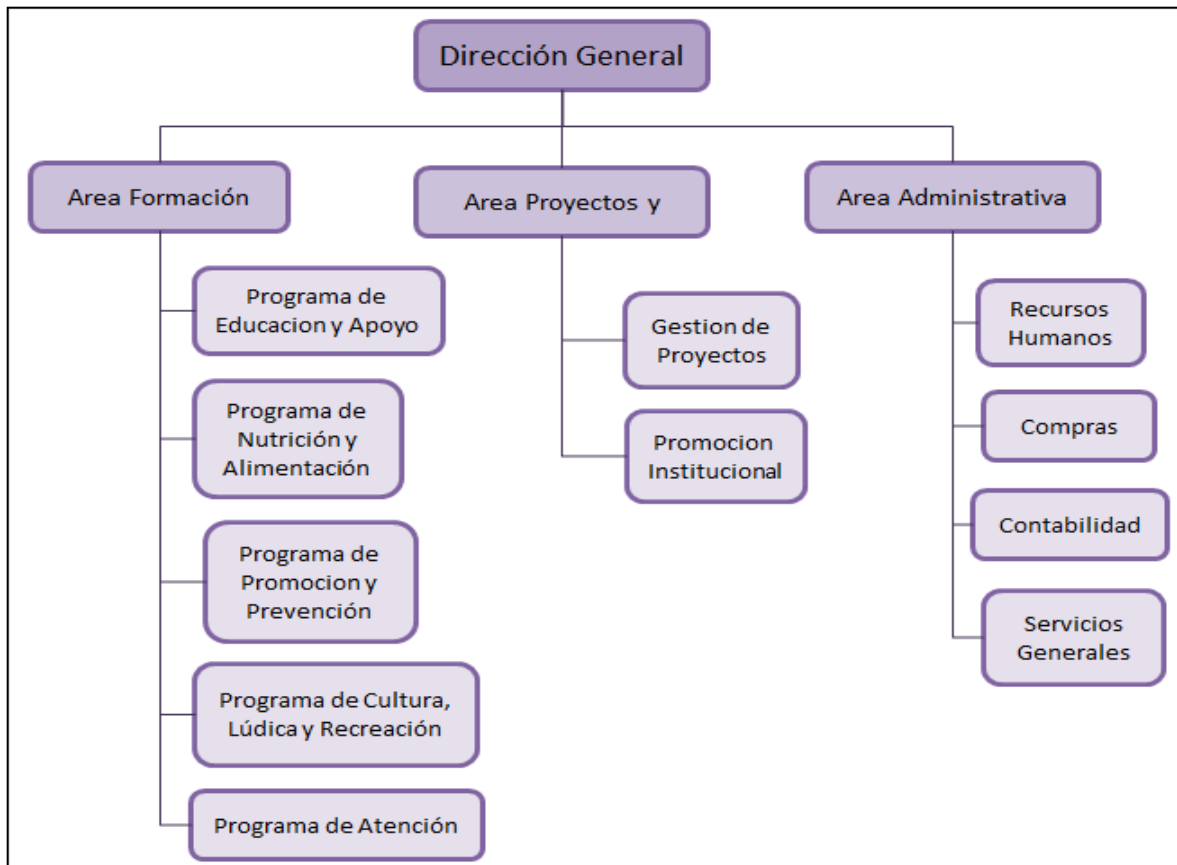 Dirección General
Area Formación
Area Proyectos y
Area Administrativa
Programa de
Educacion y Apoyo
Programa de
Nutrición y
Alimentación
Programa de
Promocion y
Prevención
Programa de Cultura,
Lúdica y Recreación
Programa de Atención
Gestion de
Proyectos
Promocion
Institucional
Recursos
Humanos
Compras
Contabilidad
Servicios
Generales